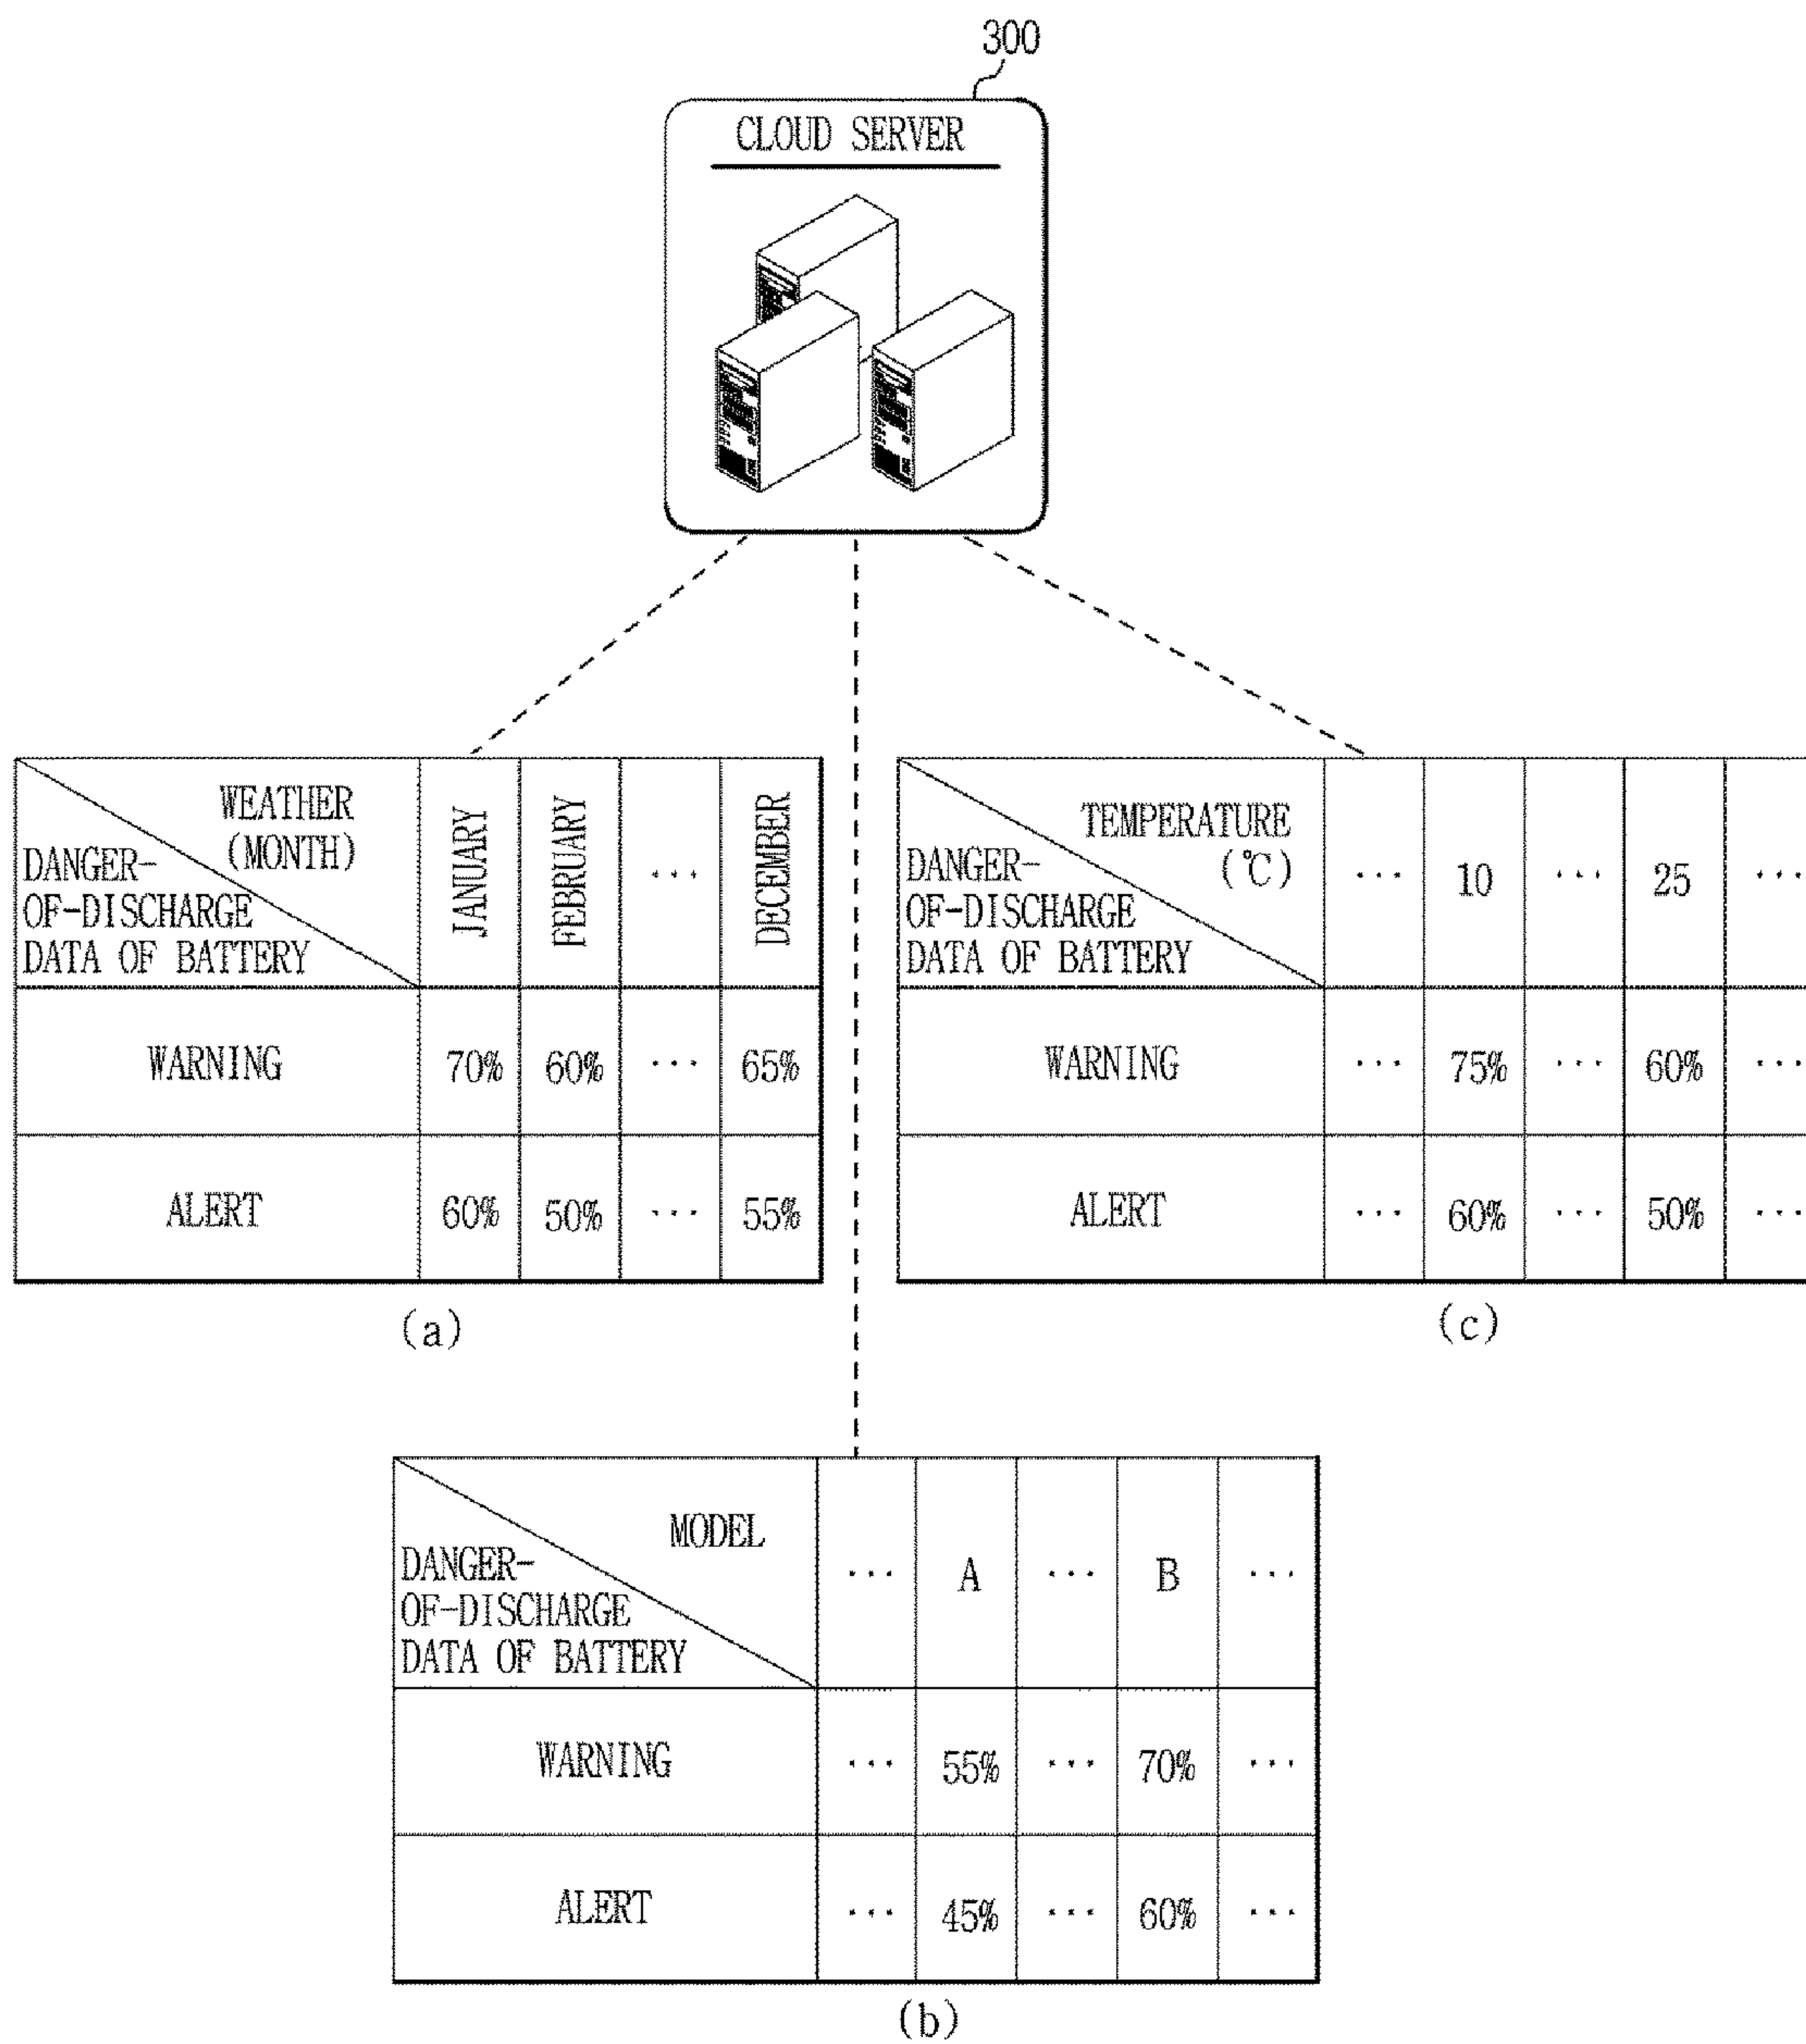 300
CLOUD SERVER
WEATHER
(MONTH)
DANGER-
OF-DISCHARGE
DATA OF BATTERY
JANUARY
FEBRUARY
...
DECEMBER
WARNING 70% 60% ... 65%
ALERT 60% 50% ... 55%
(a)
TEMPERATURE
(℃)
DANGER-
OF-DISCHARGE
DATA OF BATTERY
... 10 ... 25 ...
WARNING ... 75% ... 60% ...
ALERT ... 60% ... 50% ...
(c)
MODEL
DANGER-
OF-DISCHARGE
DATA OF BATTERY
... A ... B ...
WARNING ... 55% ... 70% ...
ALERT ... 45% ... 60% ...
(b)